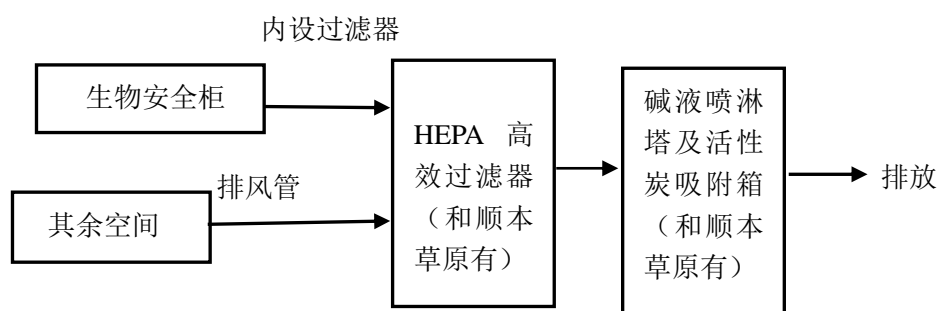 内设过滤器
生物安全柜
排风管
其余空间
HEPA 高
效过滤器
（和顺本
草原有）
碱液喷淋
塔及活性
炭吸附箱
（和顺本
草原有）
排放